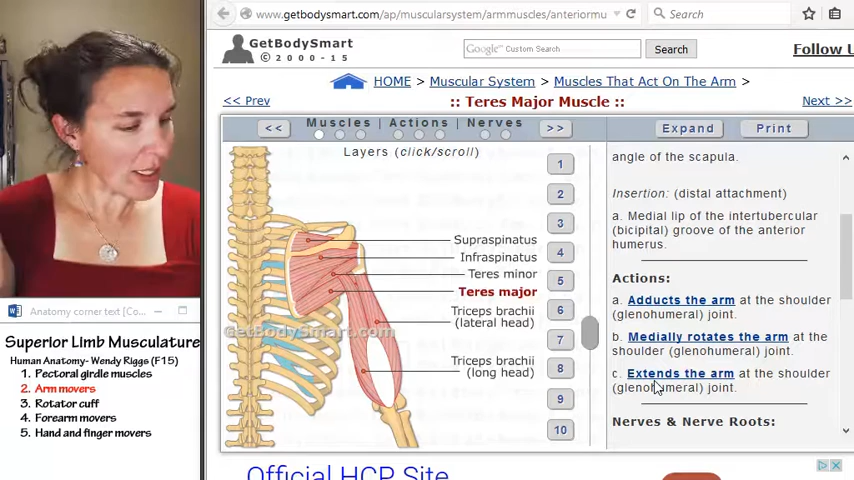 www.getbodysmart.com/ap/muscularsystem/armmuscles/anteriormu
Search
GetBodySmart
© 2000-15
Google™ Custom Search
Search
Follow U
HOME > Muscular System > Muscles That Act On The Arm >
<< Prev
:: Teres Major Muscle ::
Next >>
<<
Muscles | Actions | Nerves
>>
Expand
Print
Layers (click/scroll)
1
2
3
4
5
6
7
8
9
10
Supraspinatus
Infraspinatus
Teres minor
Teres major
Triceps brachii
(lateral head)
Triceps brachii
(long head)
GetBodySmart.com
angle of the scapula.
Insertion: (distal attachment)
a. Medial lip of the intertubercular
(bicipital) groove of the anterior
humerus.
Actions:
a. Adducts the arm at the shoulder
(glenohumeral) joint.
b. Medially rotates the arm at the
shoulder (glenohumeral) joint.
c. Extends the arm at the shoulder
(glenohumeral) joint.
Nerves & Nerve Roots:
Official HCP Site
Anatomy corner text [Co...
Superior Limb Musculature
Human Anatomy- Wendy Riggs (F15)
1. Pectoral girdle muscles
2. Arm movers
3. Rotator cuff
4. Forearm movers
5. Hand and finger movers